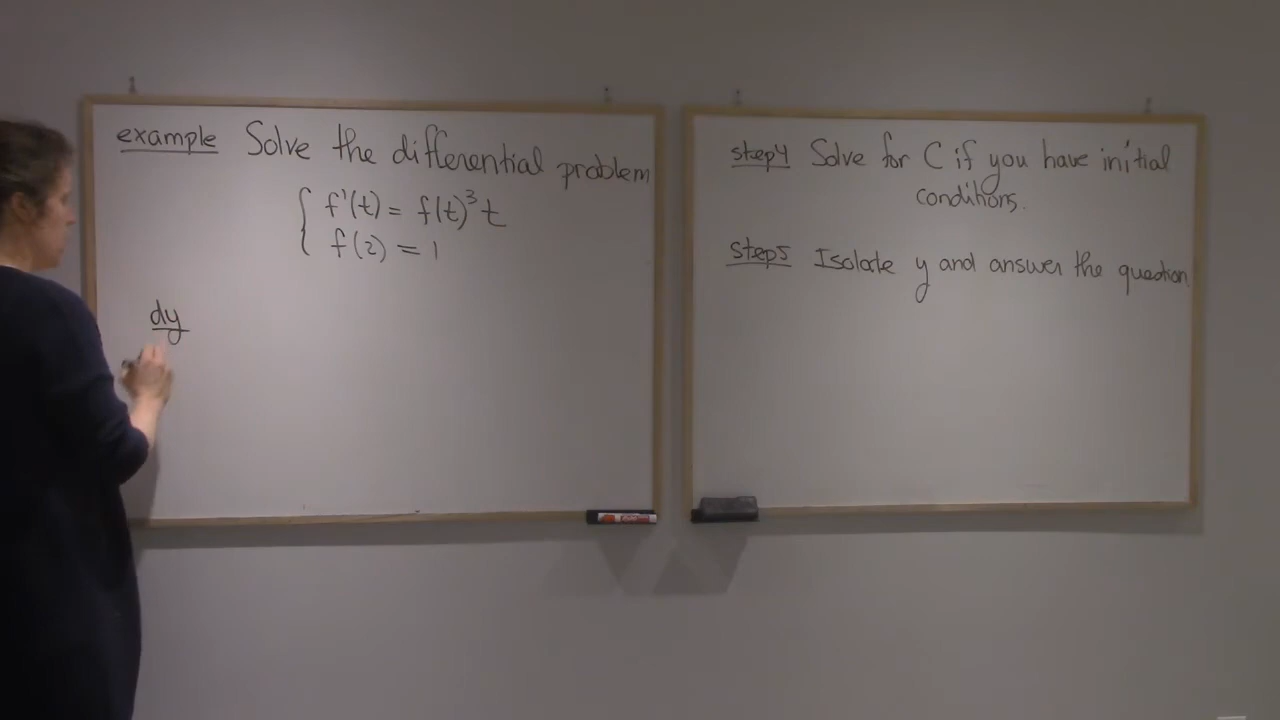 example Solve the differential problem
f'(t) = f(t)³ t
f(2) = 1
dy
step4 Solve for C if you have initial
conditions.
step5 Isolate y and answer the question